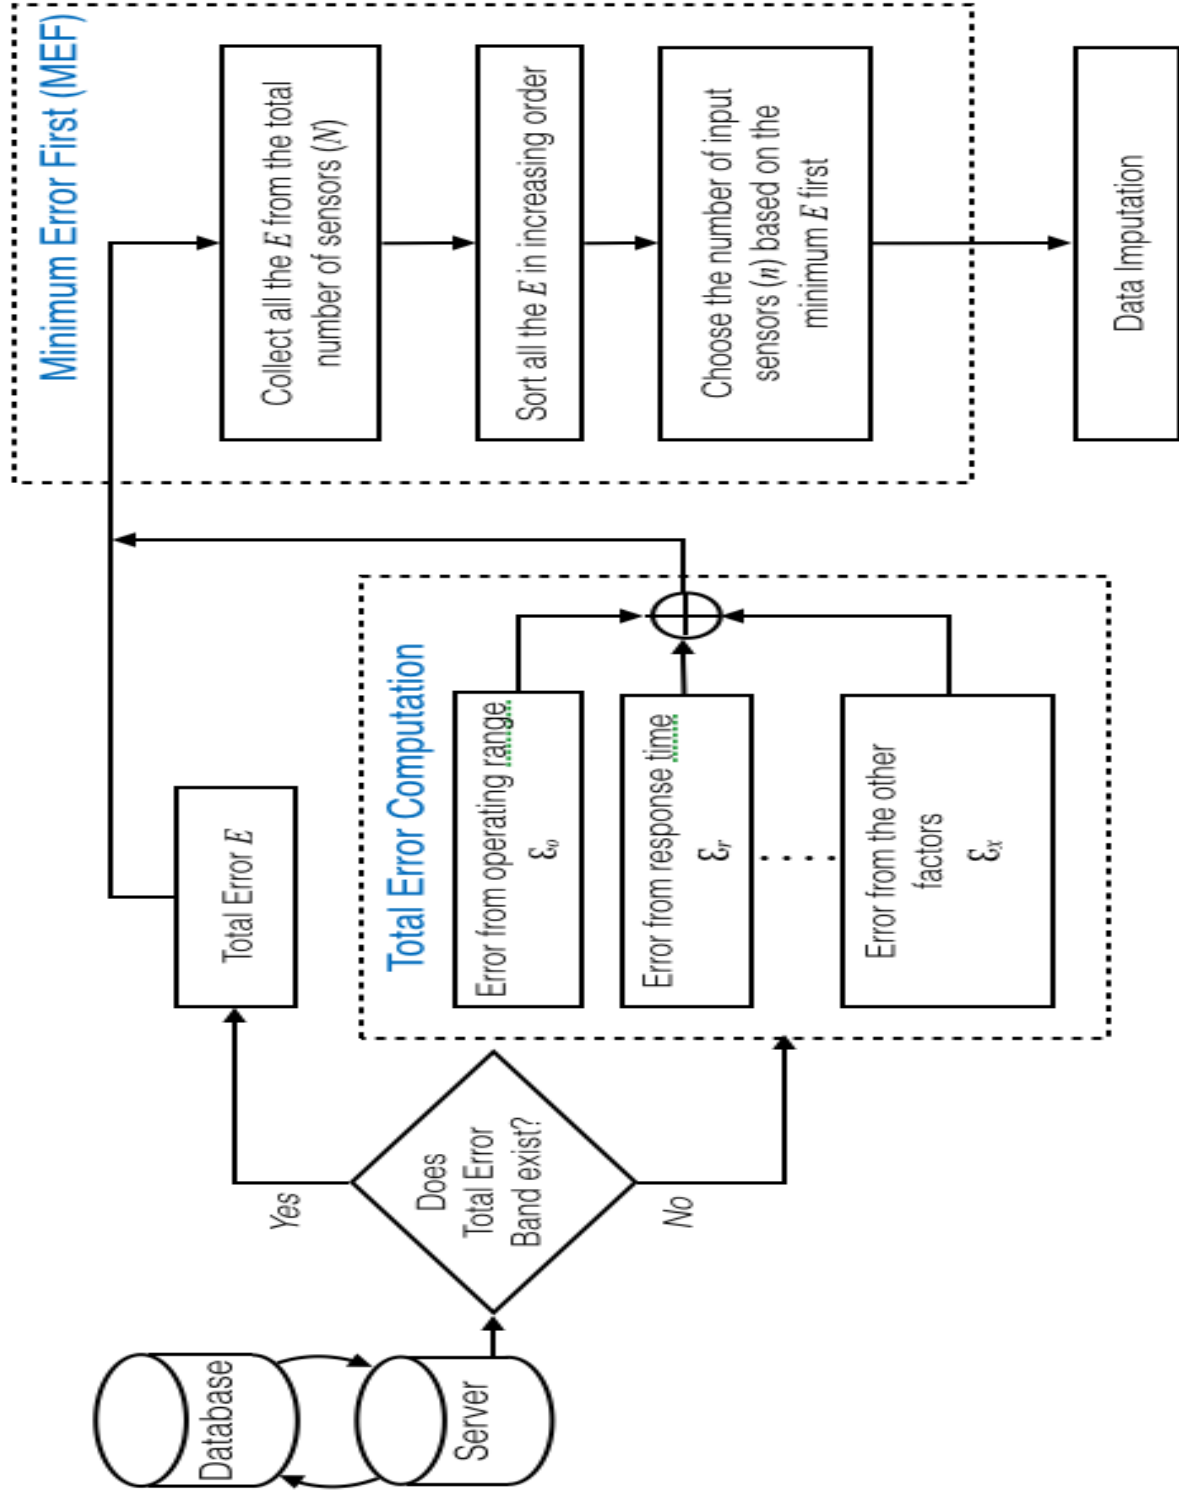 Database
Server
Does
Total Error
Band exist?
Yes
No
Total Error E
Total Error Computation
Error from operating range
Ɛₒ
Error from response time
Ɛᵣ
. . . . .
Error from the other
factors
Ɛₓ
Minimum Error First (MEF)
Collect all the E from the total
number of sensors (N)
Sort all the E in increasing order
Choose the number of input
sensors (n) based on the
minimum E first
Data Imputation